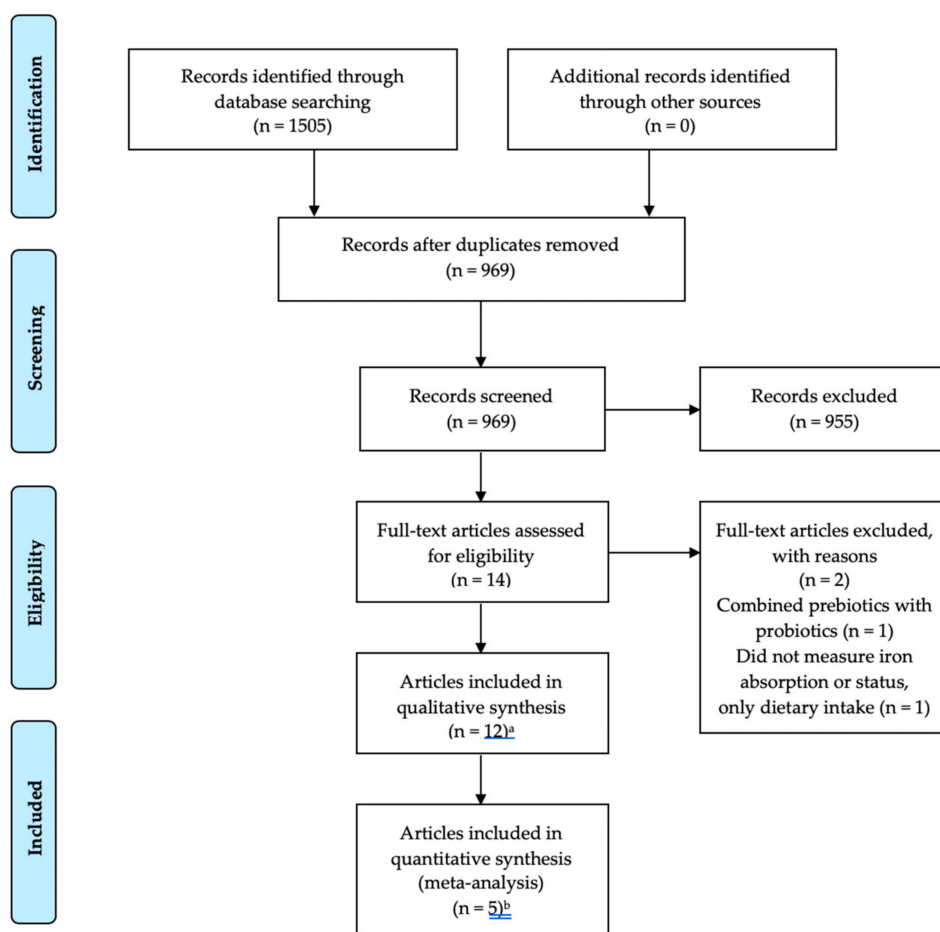 Identification
Records identified through
database searching
(n = 1505)
Additional records identified
through other sources
(n = 0)
Records after duplicates removed
(n = 969)
Screening
Records screened
(n = 969)
Records excluded
(n = 955)
Eligibility
Full-text articles assessed
for eligibility
(n = 14)
Full-text articles excluded,
with reasons
(n = 2)
Combined prebiotics with
probiotics (n = 1)
Did not measure iron
absorption or status,
only dietary intake (n = 1)
Articles included in
qualitative synthesis
(n = 12)ᵃ
Included
Articles included in
quantitative synthesis
(meta-analysis)
(n = 5)ᵇ